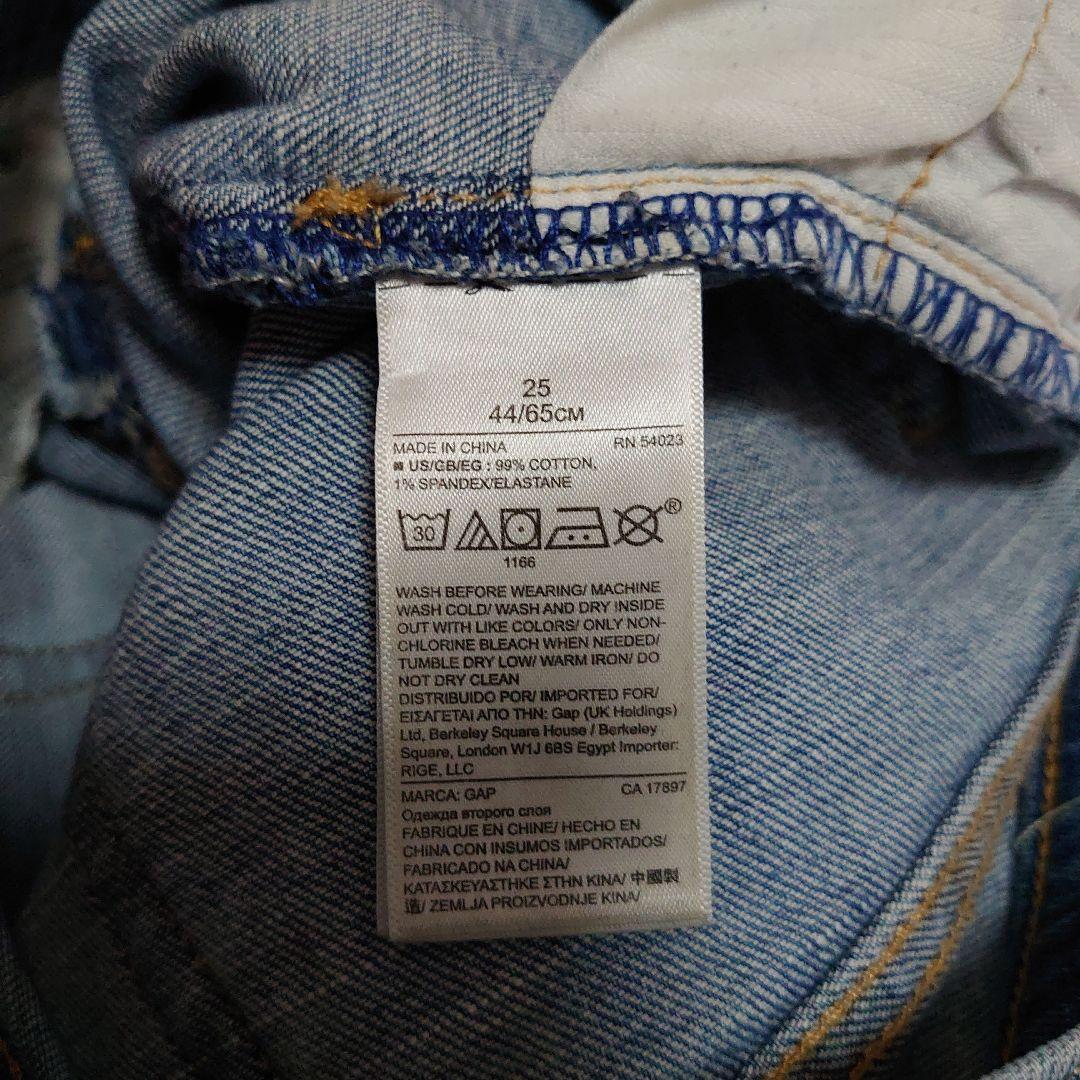 25
44/65CM
MADE IN CHINA RN 54023
US/GB/EG : 99% COTTON,
1% SPANDEX/ELASTANE
30 ®
1166
WASH BEFORE WEARING/ MACHINE
WASH COLD/ WASH AND DRY INSIDE
OUT WITH LIKE COLORS/ ONLY NON-
CHLORINE BLEACH WHEN NEEDED/
TUMBLE DRY LOW/ WARM IRON/ DO
NOT DRY CLEAN
DISTRIBUIDO POR/ IMPORTED FOR/
ΕΙΣΑΓΕΤΑΙ ΑΠΟ ΤΗΝ: Gap (UK Holdings)
Ltd, Berkeley Square House / Berkeley
Square, London W1J 6BS Egypt Importer:
RIGE, LLC
MARCA: GAP CA 17897
Одежда второго слоя
FABRIQUE EN CHINE/ HECHO EN
CHINA CON INSUMOS IMPORTADOS/
FABRICADO NA CHINA/
ΚΑΤΑΣΚΕΥΑΣΤΗΚΕ ΣΤΗΝ ΚΙΝΑ/ 中國製
造/ ZEMLJA PROIZVODNJE KINA/